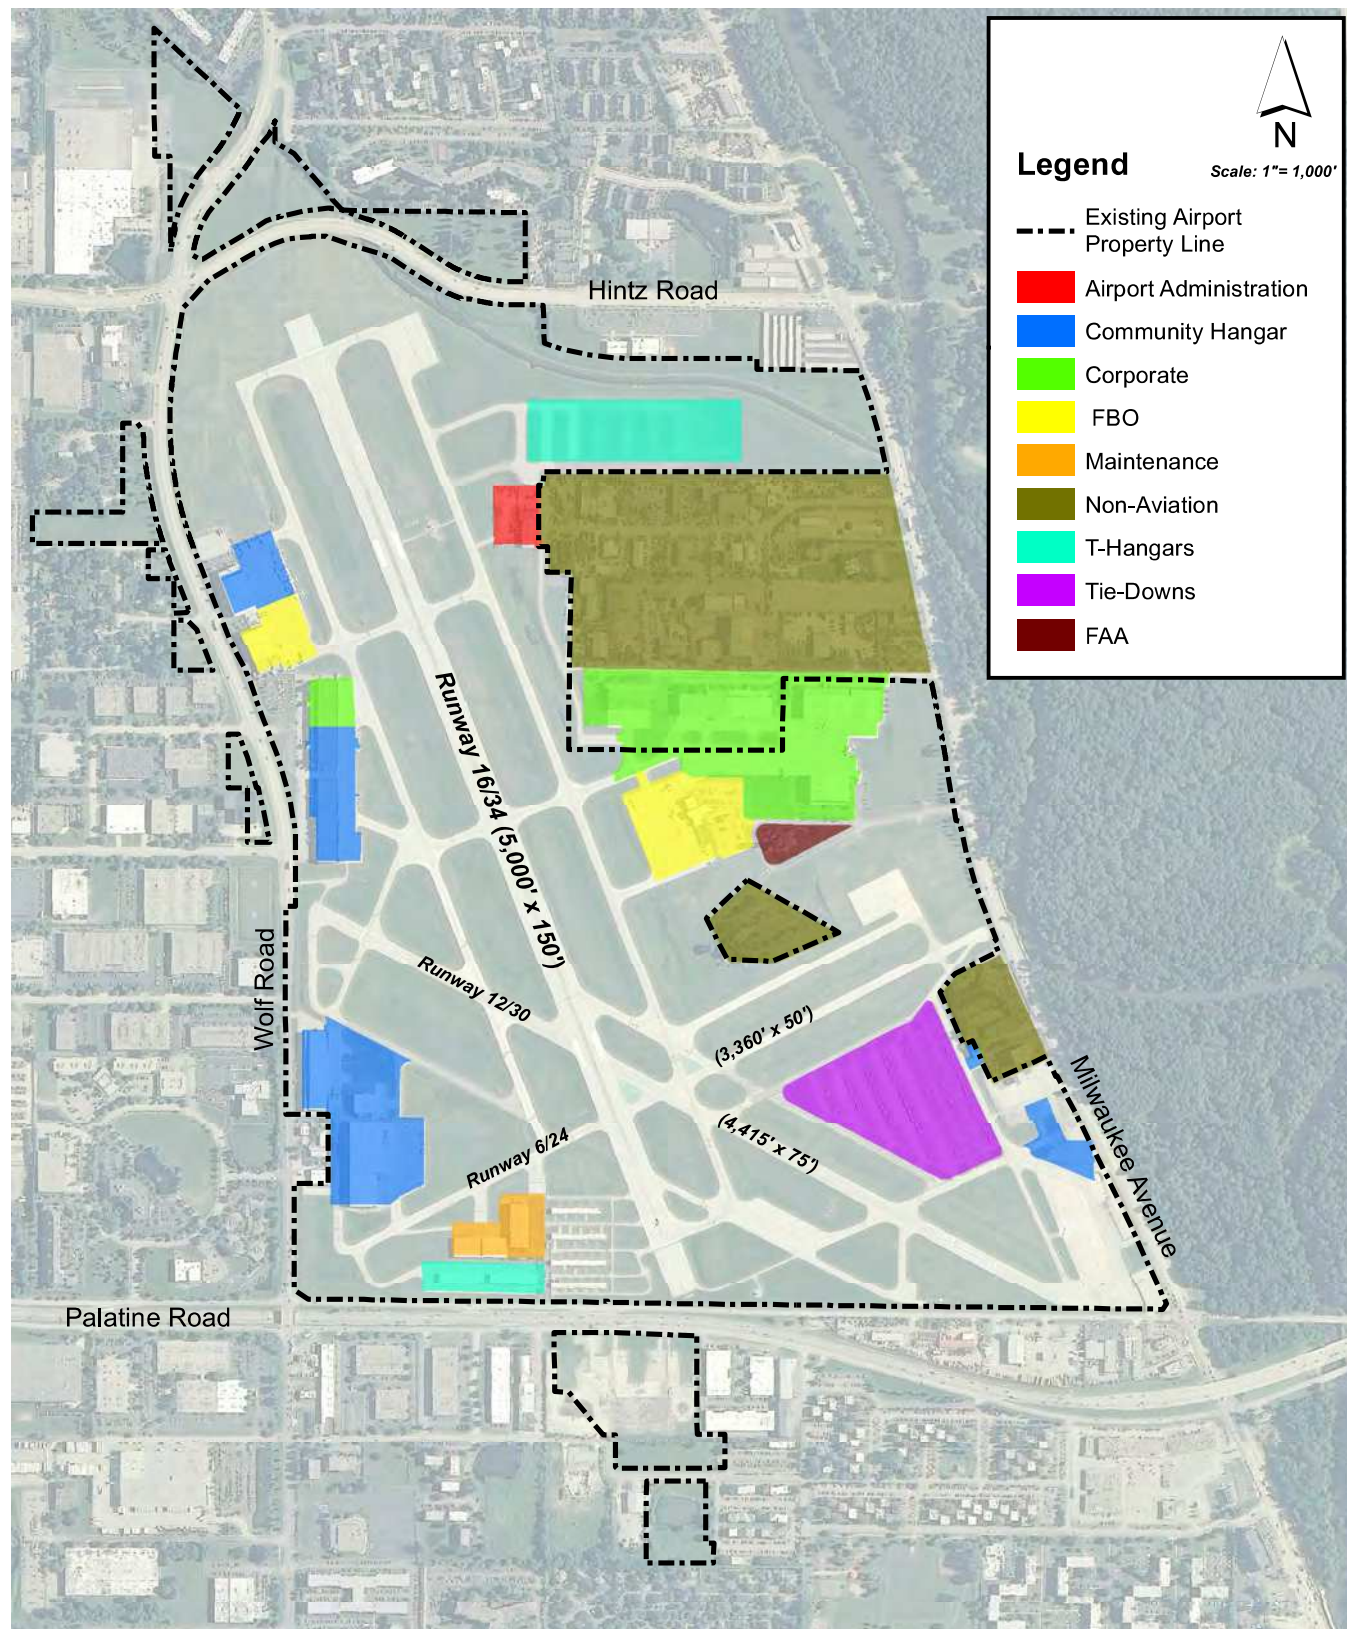 N
Legend
Scale: 1"= 1,000'
Existing Airport
Property Line
Airport Administration
Community Hangar
Corporate
FBO
Maintenance
Non-Aviation
T-Hangars
Tie-Downs
FAA
Hintz Road
Runway 16/34 (5,000' x 150')
Wolf Road
Runway 12/30
(3,360' x 50')
(4,415' x 75')
Runway 6/24
Milwaukee Avenue
Palatine Road